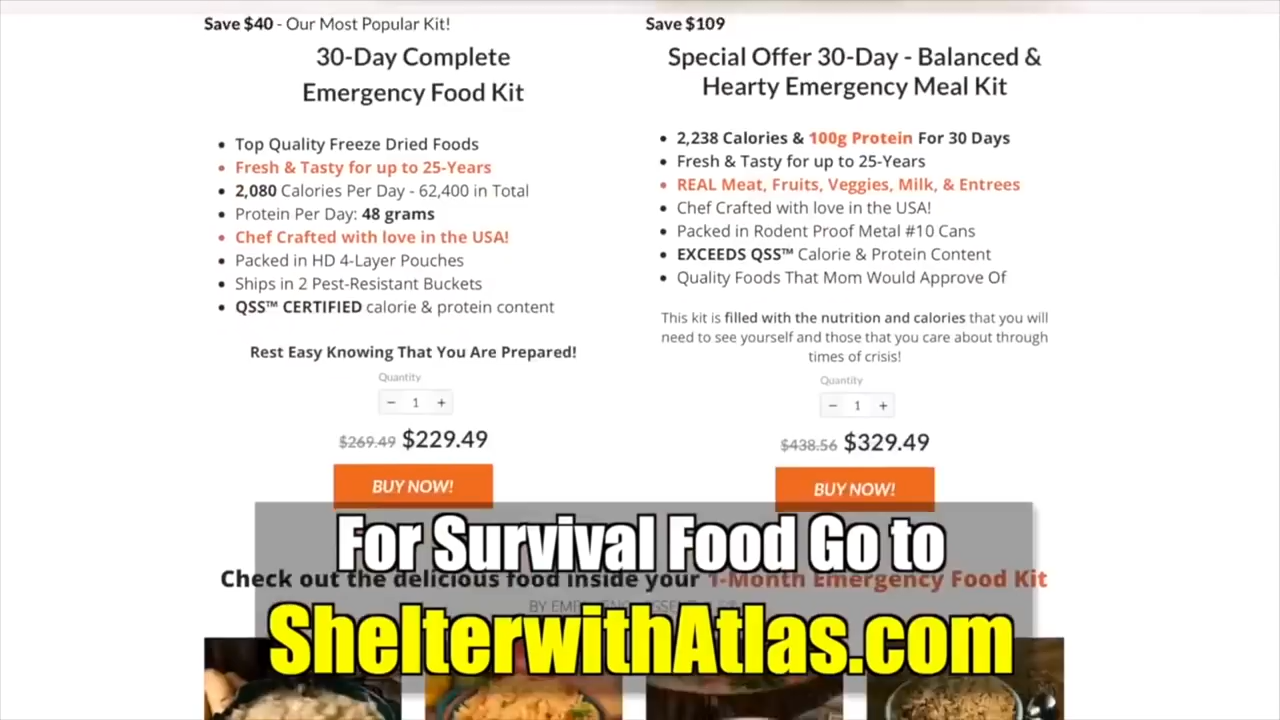 Save $40 - Our Most Popular Kit!
30-Day Complete
Emergency Food Kit
Top Quality Freeze Dried Foods
Fresh & Tasty for up to 25-Years
2,080 Calories Per Day - 62,400 in Total
Protein Per Day: 48 grams
Chef Crafted with love in the USA!
Packed in HD 4-Layer Pouches
Ships in 2 Pest-Resistant Buckets
QSS™ CERTIFIED calorie & protein content
Rest Easy Knowing That You Are Prepared!
Quantity
− 1 +
$269.49 $229.49
BUY NOW!
Save $109
Special Offer 30-Day - Balanced &
Hearty Emergency Meal Kit
2,238 Calories & 100g Protein For 30 Days
Fresh & Tasty for up to 25-Years
REAL Meat, Fruits, Veggies, Milk, & Entrees
Chef Crafted with love in the USA!
Packed in Rodent Proof Metal #10 Cans
EXCEEDS QSS™ Calorie & Protein Content
Quality Foods That Mom Would Approve Of
This kit is filled with the nutrition and calories that you will
need to see yourself and those that you care about through
times of crisis!
Quantity
− 1 +
$438.56 $329.49
BUY NOW!
For Survival Food Go to
Check out the delicious food inside your 1-Month Emergency Food Kit
BY
ShelterwithAtlas.com